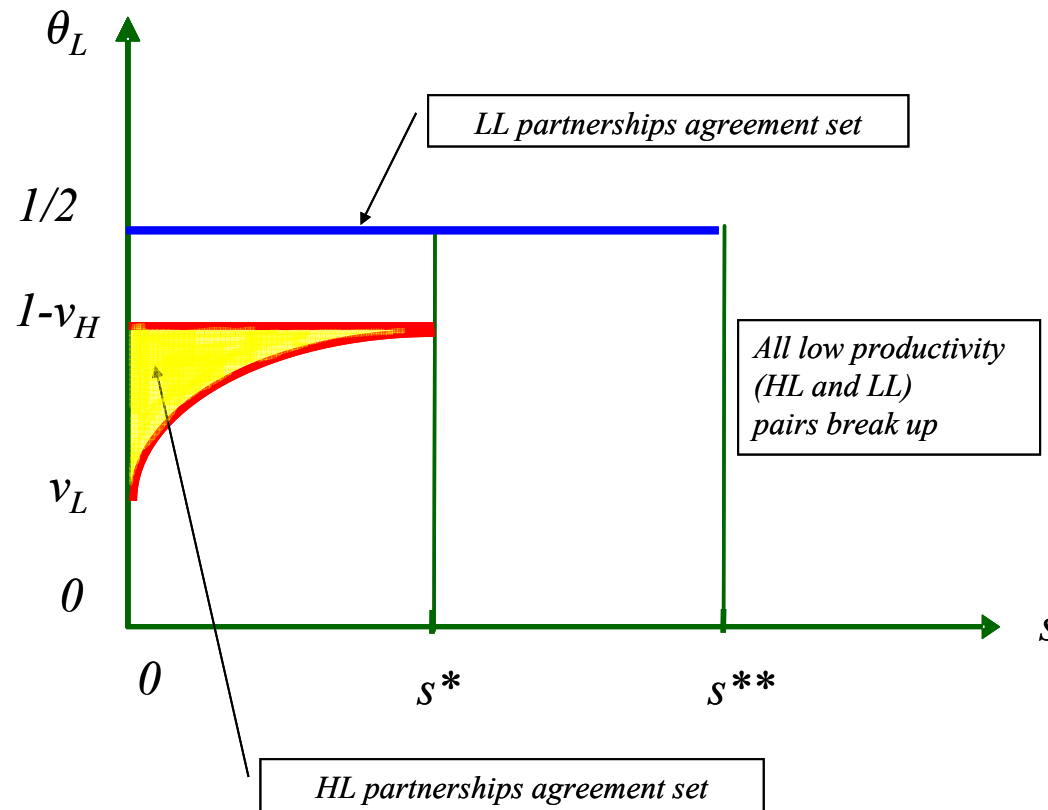 θ_L
LL partnerships agreement set
1/2
1-v_H
All low productivity
(HL and LL)
pairs break up
v_L
0
s
0
s*
s**
HL partnerships agreement set